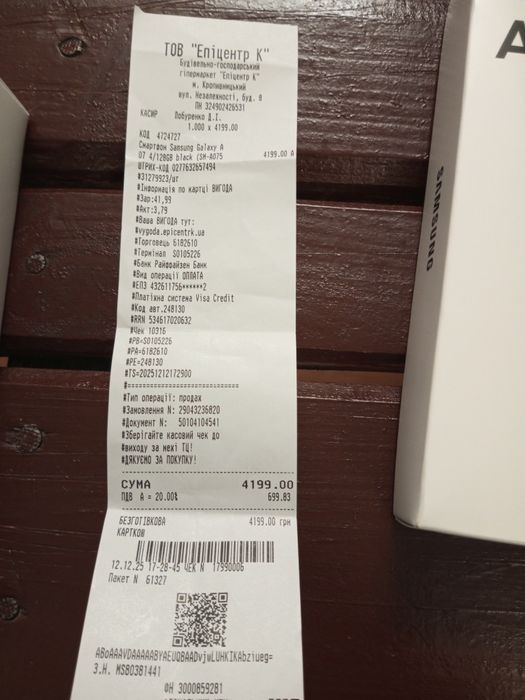 ТОВ "Епіцентр К"
Будівельно-господарський
гіпермаркет "Епіцентр К"
м. Кропивницький
вул. Незалежності, буд. 8
ПН 324902426531
КАСИР Побуренко Д.І.
1.000 x 4199.00
КОД 4724727
Смартфон Samsung Galaxy A
07 4/128GB black (SM-A075 4199.00 А
ШТРИХ-КОД 0277632657494
#31279923/шт
#Інформація по картці ВИГОДА
#Зар:41,99
#Акт:3,79
#Ваша ВИГОДА тут:
#vygoda.epicentrk.ua
#Торговець 6182610
#Термінал S0105226
#Банк Райффайзен Банк
#Вид операції ОПЛАТА
#ЕПЗ 432611756******2
#Платіжна система Visa Credit
#Код авт.248130
#RRN 534617020632
#Чек 10316
#PB=S0105226
#PA=6182610
#PE=248130
#TS=20251212172900
#==========================
#Тип операції: продаж
#Замовлення N: 29043236820
#Документ N: 50104104541
#Зберігайте касовий чек до
#виходу за межі ТЦ!
#ДЯКУЄМО ЗА ПОКУПКУ!
СУМА 4199.00
ПДВ А = 20.00% 699.83
БЕЗГОТІВКОВА 4199.00 грн
КАРТКОВ
12.12.25 17-28-45 ЧЕК N 17990006
Пакет N 61327
ABoAAAVDAAAAABYAEUQBAADvjwLUHKIKAbziueg=
З.Н. MS80381441
ФН 3000859281
SAMSUNG
A